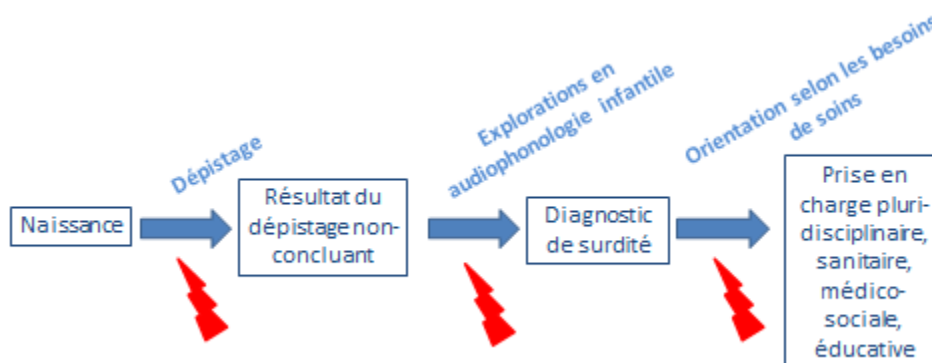 Dépistage
Explorations en
audiophonologie infantile
Orientation selon les besoins
de soins
Naissance
Résultat du
dépistage non-
concluant
Diagnostic
de surdité
Prise en
charge pluri-
disciplinaire,
sanitaire,
médico-
sociale,
éducative